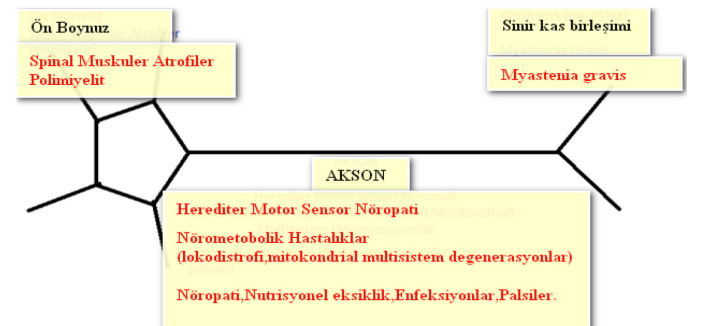 Ön Boynuz
Spinal Muskuler Atrofiler
Polimiyelit
Sinir kas birleşimi
Myastenia gravis
AKSON
Herediter Motor Sensor Nöropati
Nörometobolik Hastalıklar
(lokodistrofi,mitokondrial multisistem degenerasyonlar)
Nöropati,Nutrisyonel eksiklik,Enfeksiyonlar,Palsiler.